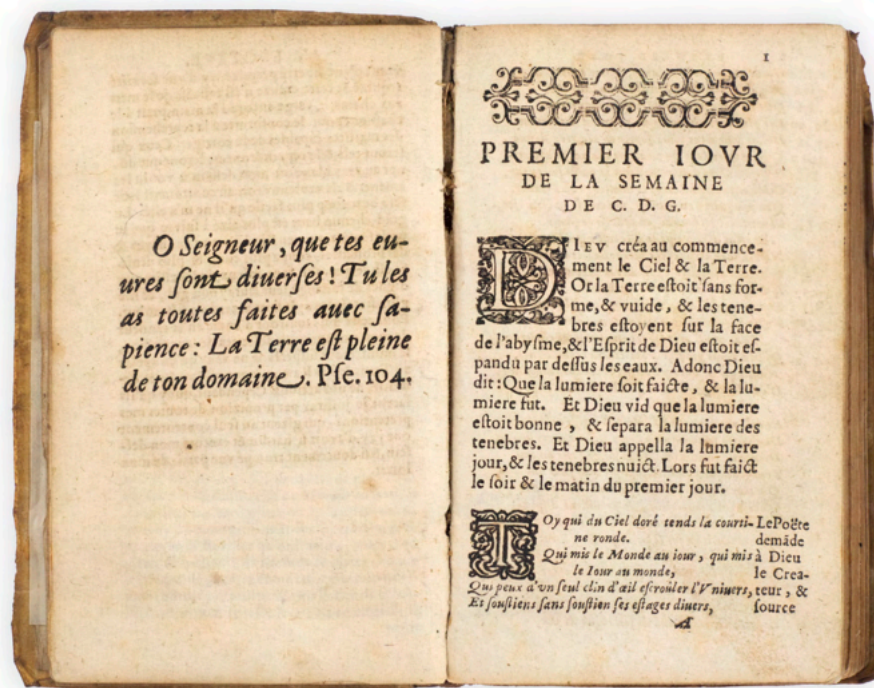 O Seigneur, que tes eu-
ures ſont diuerſes! Tu les
as toutes faites auec ſa-
pience: La Terre eſt pleine
de ton domaine. Pſe. 104.
1
PREMIER IOVR
DE LA SEMAINE
DE C. D. G.
DIEV créa au commence-
ment le Ciel & la Terre.
Or la Terre eſtoit ſans for-
me, & vuide, & les tene-
bres eſtoyent ſur la face
de l'abyſme, & l'Eſprit de Dieu eſtoit eſ-
pandu par deſſus les eaux. Adonc Dieu
dit: Que la lumiere ſoit faicte, & la lu-
miere fut. Et Dieu vid que la lumiere
eſtoit bonne, & ſepara la lumiere des
tenebres. Et Dieu appella la lumiere
jour, & les tenebres nuict. Lors fut faict
le ſoir & le matin du premier jour.
TOy qui du Ciel doré tends la courti-
ne ronde.
Qui mis le Monde au iour, qui mis
le Iour au monde,
Qui peux d'vn ſeul clin d'œil eſcrouler l'Vniuers,
Et ſouſtiens ſans ſouſtien ſes eſtages diuers,
Le Poëte
demãde
à Dieu
le Crea-
teur, &
ſource
A